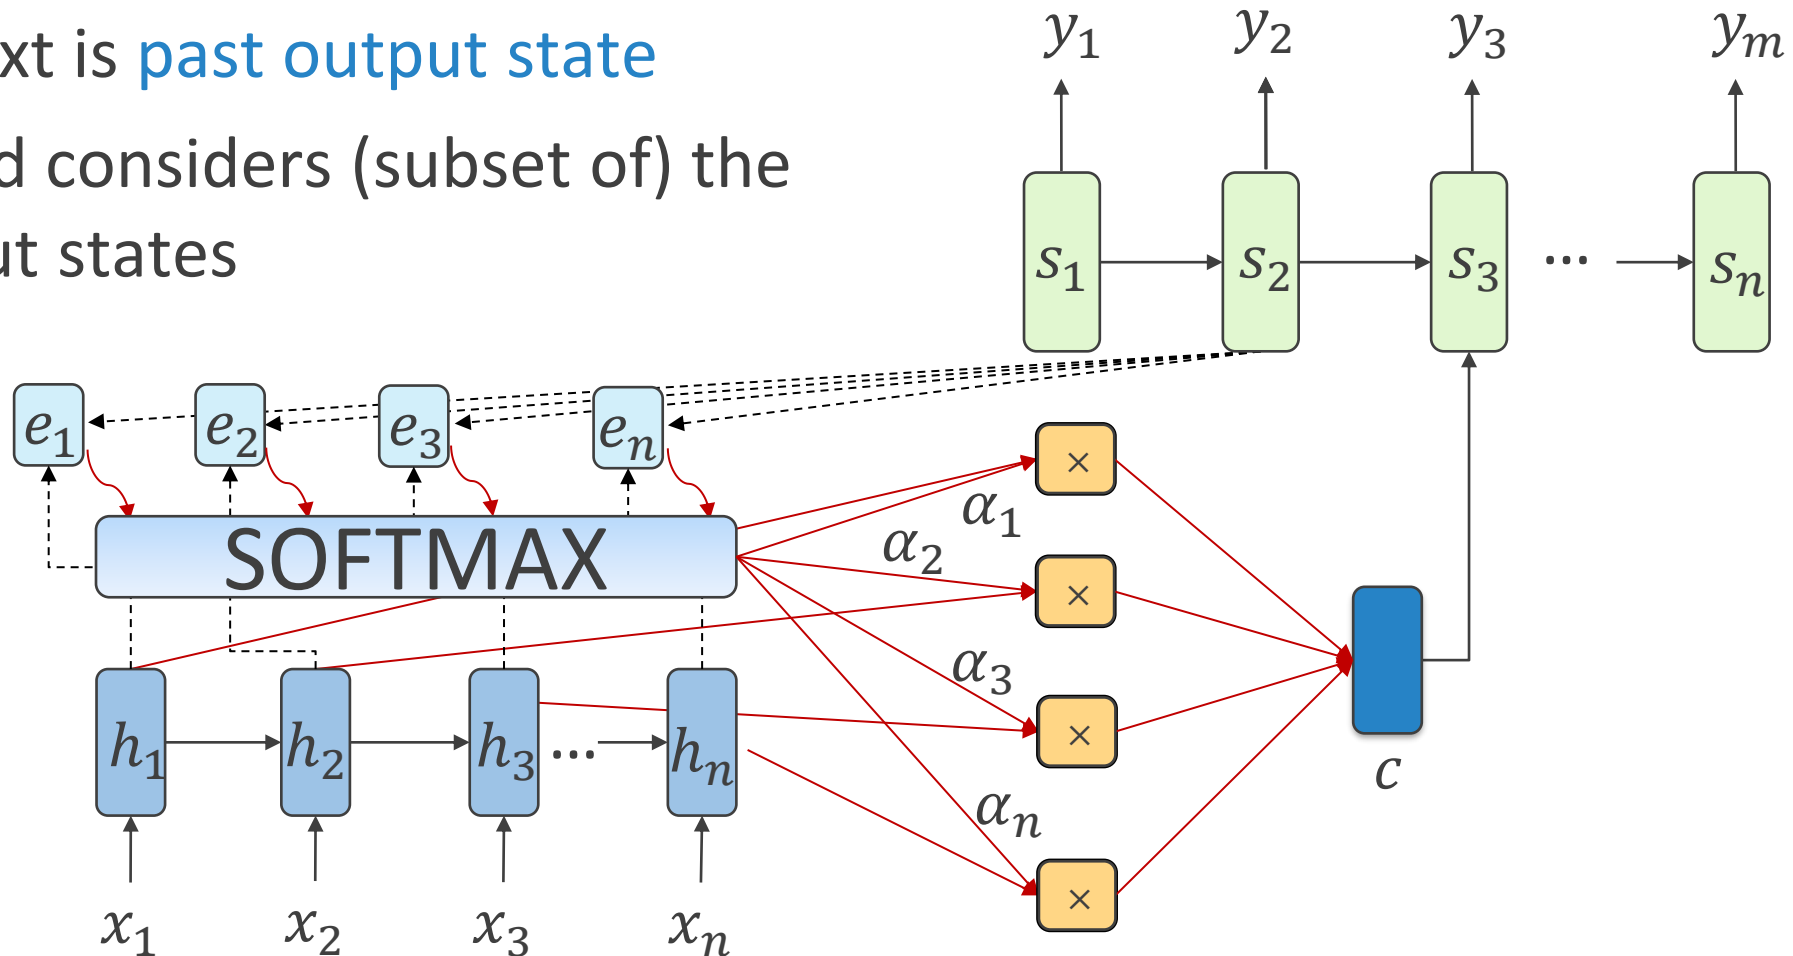 xt is past output state
d considers (subset of) the
ut states
y₁ y₂ y₃ yₘ
s₁ s₂ s₃ … sₙ
e₁ e₂ e₃ eₙ
SOFTMAX
α₁
α₂
α₃
αₙ
×
×
×
×
h₁ h₂ h₃ … hₙ
c
x₁ x₂ x₃ xₙ